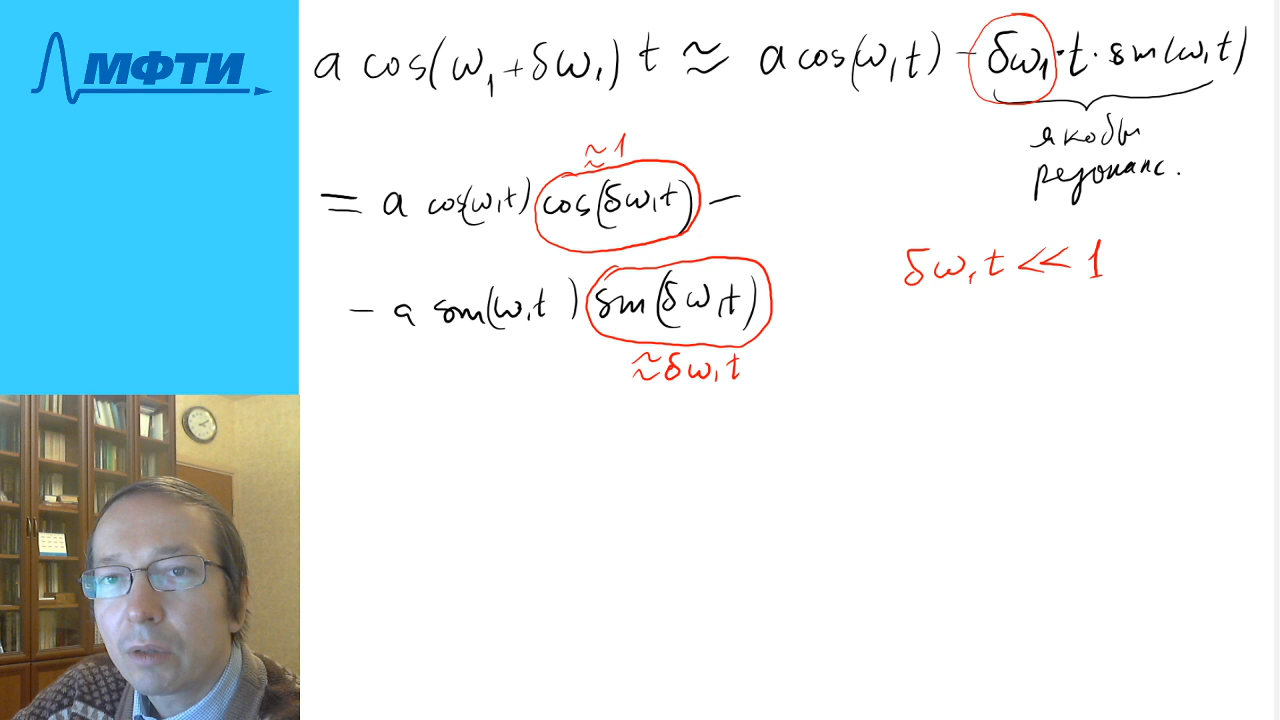 МФТИ
a cos(ω₁+δω₁) t ≈ a cos(ω₁t) − δω₁·t·sin(ω₁t)
якобы
резонанс.
≈1
= a cos(ω₁t) cos(δω₁t) −
δω₁t << 1
− a sin(ω₁t) sin(δω₁t)
≈δω₁t